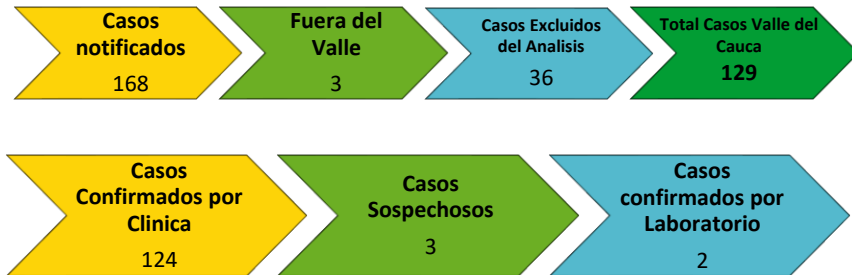 Casos
notificados
168
Fuera del
Valle
3
Casos Excluidos
del Analisis
36
Total Casos Valle del
Cauca
129
Casos
Confirmados por
Clinica
124
Casos
Sospechosos
3
Casos
confirmados por
Laboratorio
2